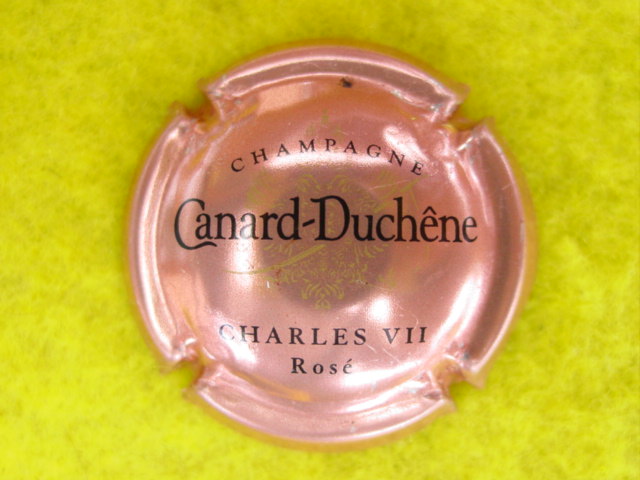 CHAMPAGNE
Canard-Duchêne
CHARLES VII
Rosé